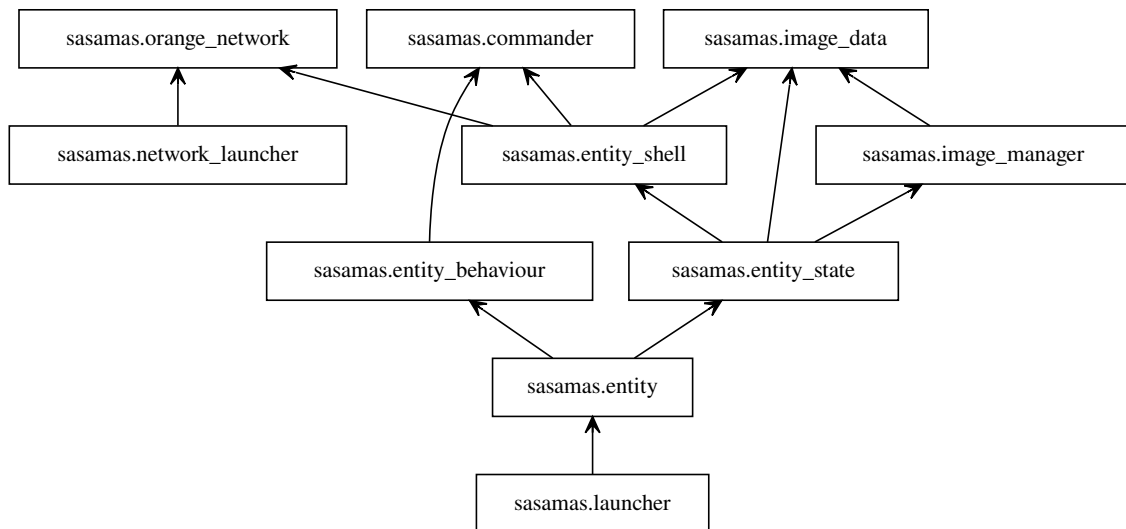 sasamas.orange_network
sasamas.commander
sasamas.image_data
sasamas.network_launcher
sasamas.entity_shell
sasamas.image_manager
sasamas.entity_behaviour
sasamas.entity_state
sasamas.entity
sasamas.launcher